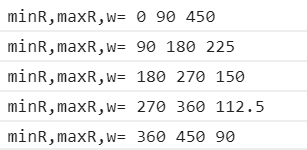 minR,maxR,w= 0 90 450
minR,maxR,w= 90 180 225
minR,maxR,w= 180 270 150
minR,maxR,w= 270 360 112.5
minR,maxR,w= 360 450 90